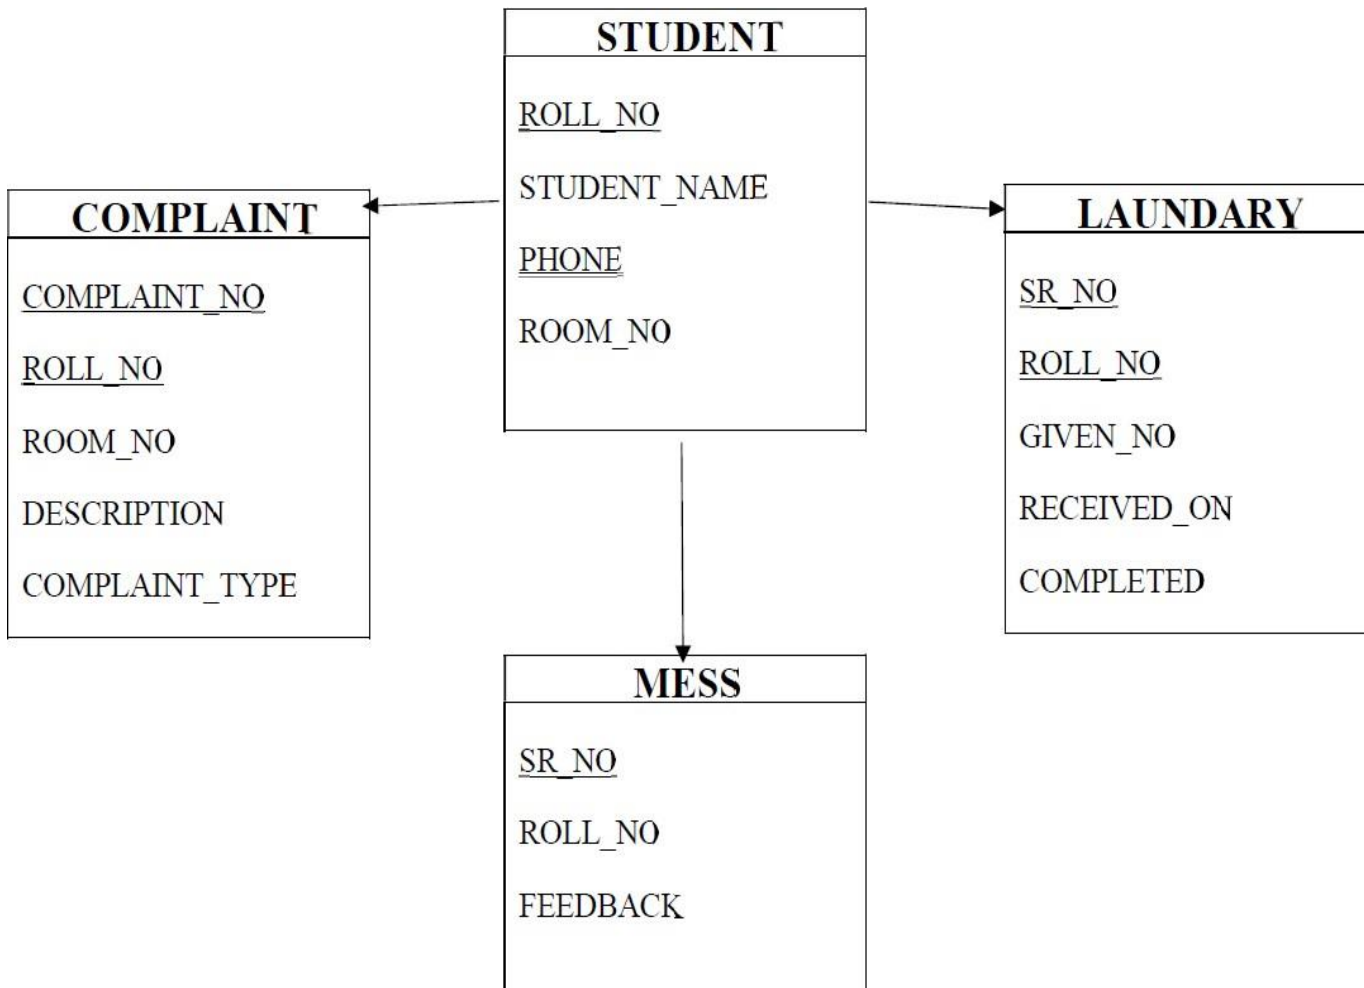 STUDENT
ROLL_NO
STUDENT_NAME
PHONE
ROOM_NO
COMPLAINT
COMPLAINT_NO
ROLL_NO
ROOM_NO
DESCRIPTION
COMPLAINT_TYPE
LAUNDARY
SR_NO
ROLL_NO
GIVEN_NO
RECEIVED_ON
COMPLETED
MESS
SR_NO
ROLL_NO
FEEDBACK